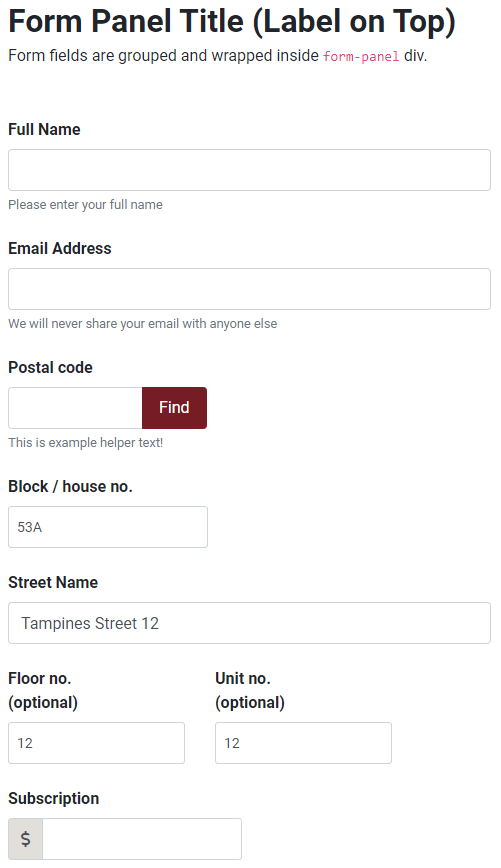 Form Panel Title (Label on Top)
Form fields are grouped and wrapped inside form-panel div.
Full Name
Please enter your full name
Email Address
We will never share your email with anyone else
Postal code
Find
This is example helper text!
Block / house no.
53A
Street Name
Tampines Street 12
Floor no. Unit no.
(optional) (optional)
12 12
Subscription
$